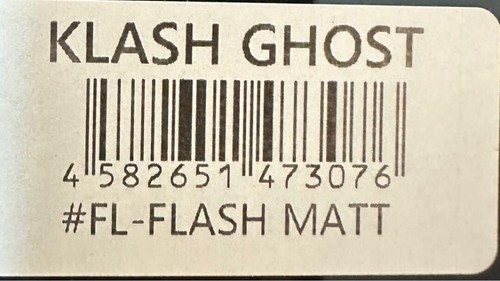 KLASH GHOST
4 582651 473076
#FL-FLASH MATT